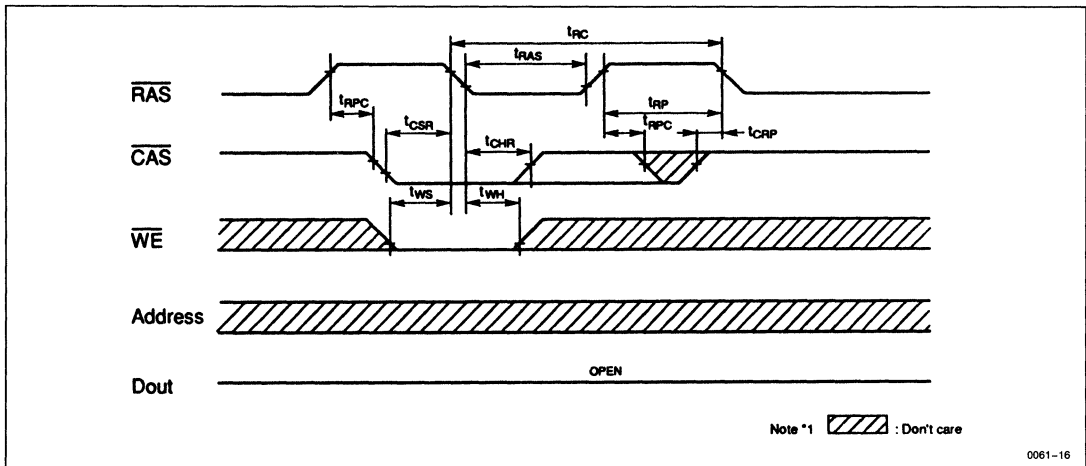 tRC
tRAS
RAS
tRPC
tRP
tCSR
tRPC
tCRP
CAS
tCHR
tWS
tWH
WE
Address
OPEN
Dout
Note *1 : Don't care
0061-16